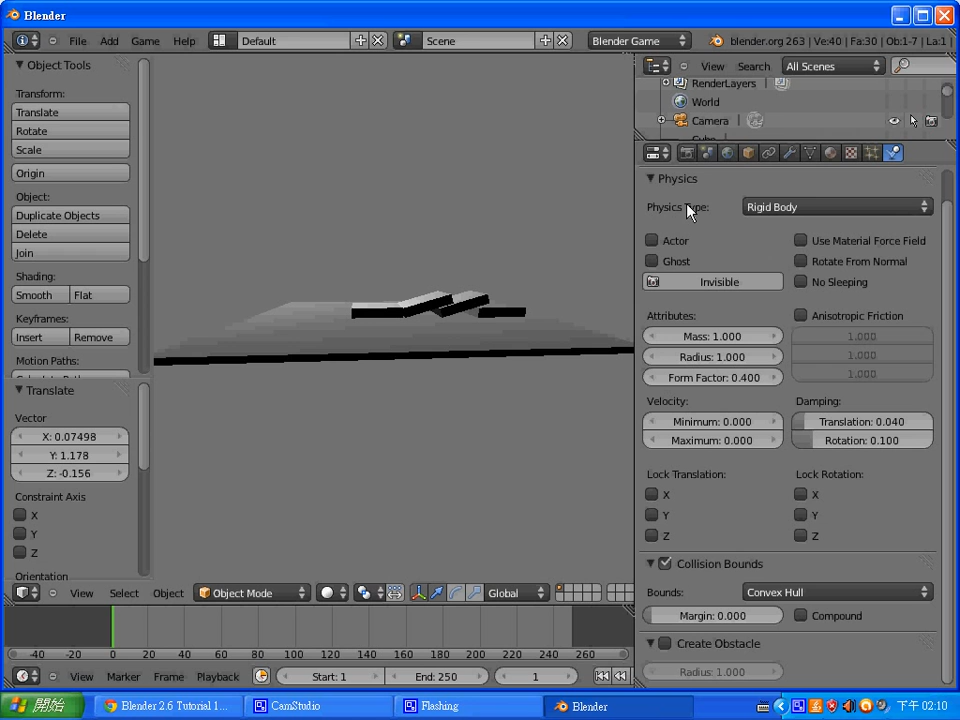 Blender
File Add Game Help Default Scene Blender Game blender.org 263 | Ve:40 | Fa:30 | Ob:1-7 | La:1
Object Tools
Transform:
Translate
Rotate
Scale
Origin
Object:
Duplicate Objects
Delete
Join
Shading:
Smooth Flat
Keyframes:
Insert Remove
Motion Paths:
Translate
Vector
X: 0.07498
Y: 1.178
Z: -0.156
Constraint Axis
X
Y
Z
Orientation
View Select Object Object Mode Global
View Search All Scenes
RenderLayers
World
Camera
Physics
Physics Type: Rigid Body
Actor Use Material Force Field
Ghost Rotate From Normal
Invisible No Sleeping
Attributes: Anisotropic Friction
Mass: 1.000 1.000
Radius: 1.000 1.000
Form Factor: 0.400 1.000
Velocity: Damping:
Minimum: 0.000 Translation: 0.040
Maximum: 0.000 Rotation: 0.100
Lock Translation: Lock Rotation:
X X
Y Y
Z Z
Collision Bounds
Bounds: Convex Hull
Margin: 0.000 Compound
Create Obstacle
Radius: 1.000
-40 -20 0 20 40 60 80 100 120 140 160 180 200 220 240 260
View Marker Frame Playback Start: 1 End: 250 1
開始 Blender 2.6 Tutorial 1... CamStudio Flashing Blender 下午 02:10